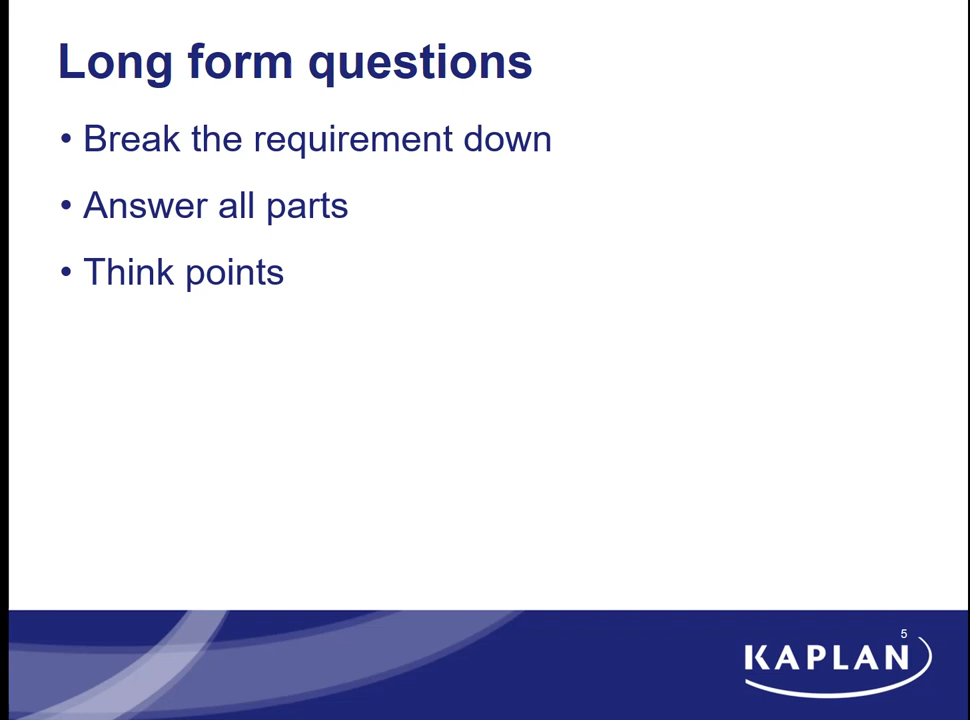 Long form questions
• Break the requirement down
• Answer all parts
• Think points
5
KAPLAN